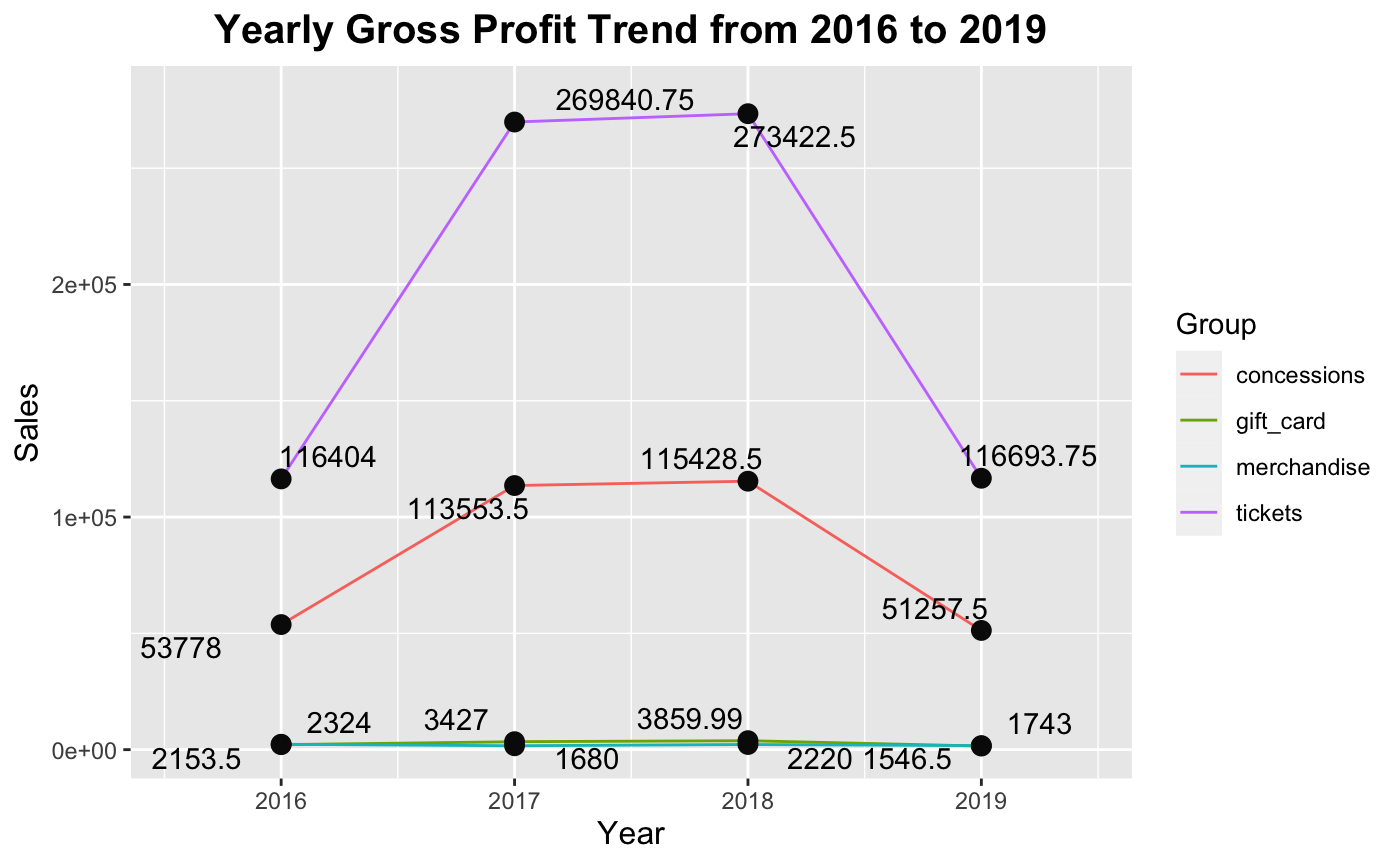 Yearly Gross Profit Trend from 2016 to 2019
269840.75
273422.5
2e+05
Group
concessions
gift_card
merchandise
tickets
Sales
116404
115428.5
116693.75
113553.5
1e+05
51257.5
53778
2324
3427
3859.99
1743
0e+00
2153.5
1680
2220
1546.5
2016
2017
2018
2019
Year